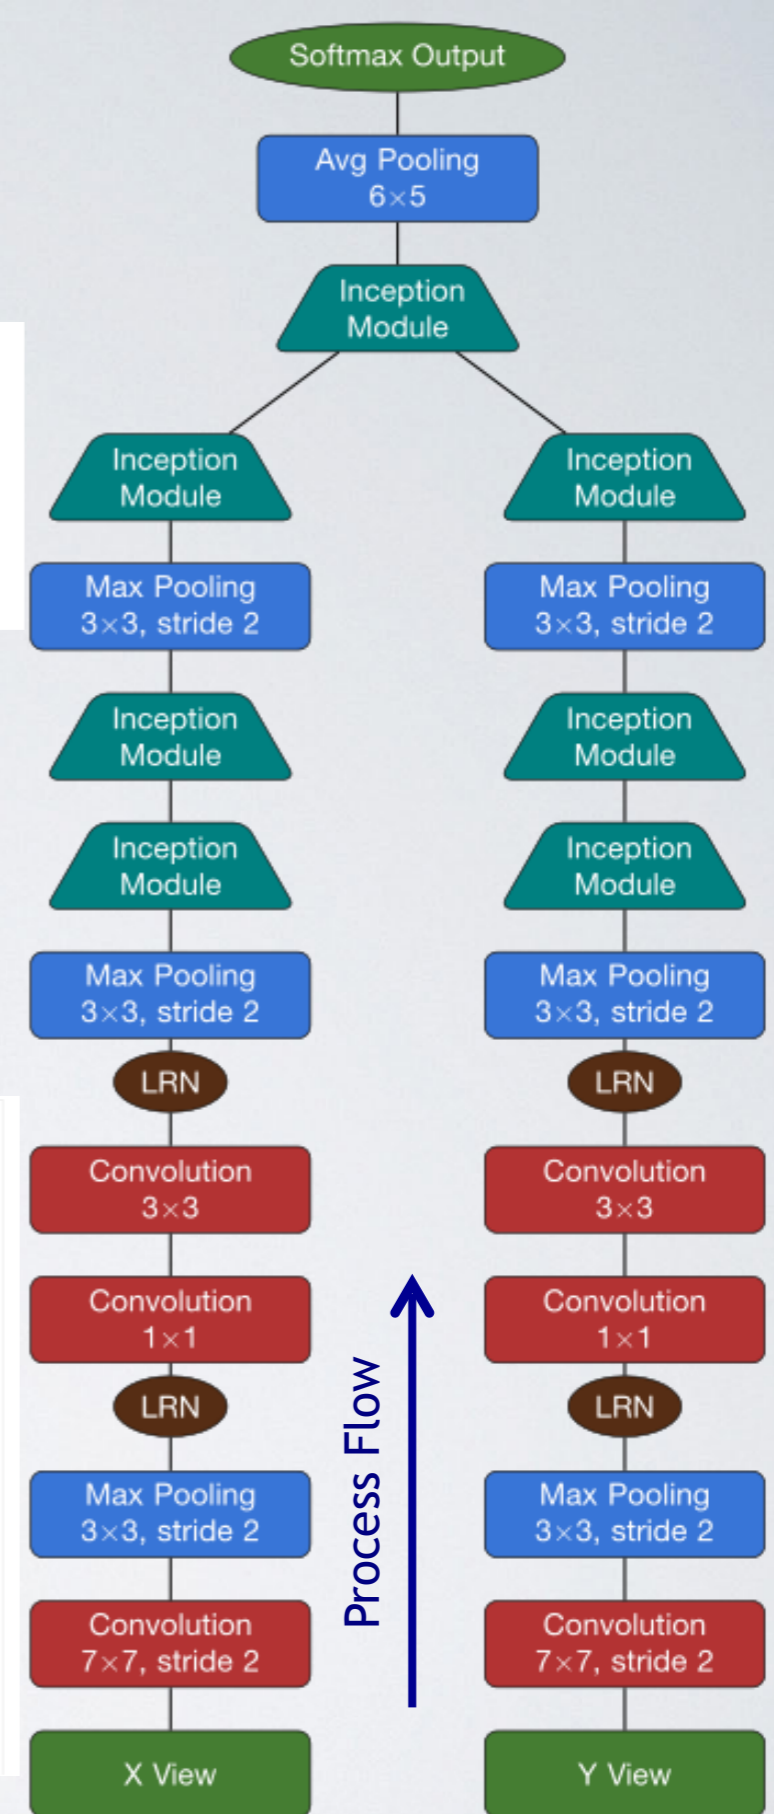 Softmax Output
Avg Pooling
6×5
Inception
Module
Inception
Module
Inception
Module
Max Pooling
3×3, stride 2
Max Pooling
3×3, stride 2
Inception
Module
Inception
Module
Inception
Module
Inception
Module
Max Pooling
3×3, stride 2
Max Pooling
3×3, stride 2
LRN
LRN
Convolution
3×3
Convolution
3×3
Convolution
1×1
Convolution
1×1
LRN
LRN
Process Flow
Max Pooling
3×3, stride 2
Max Pooling
3×3, stride 2
Convolution
7×7, stride 2
Convolution
7×7, stride 2
X View
Y View